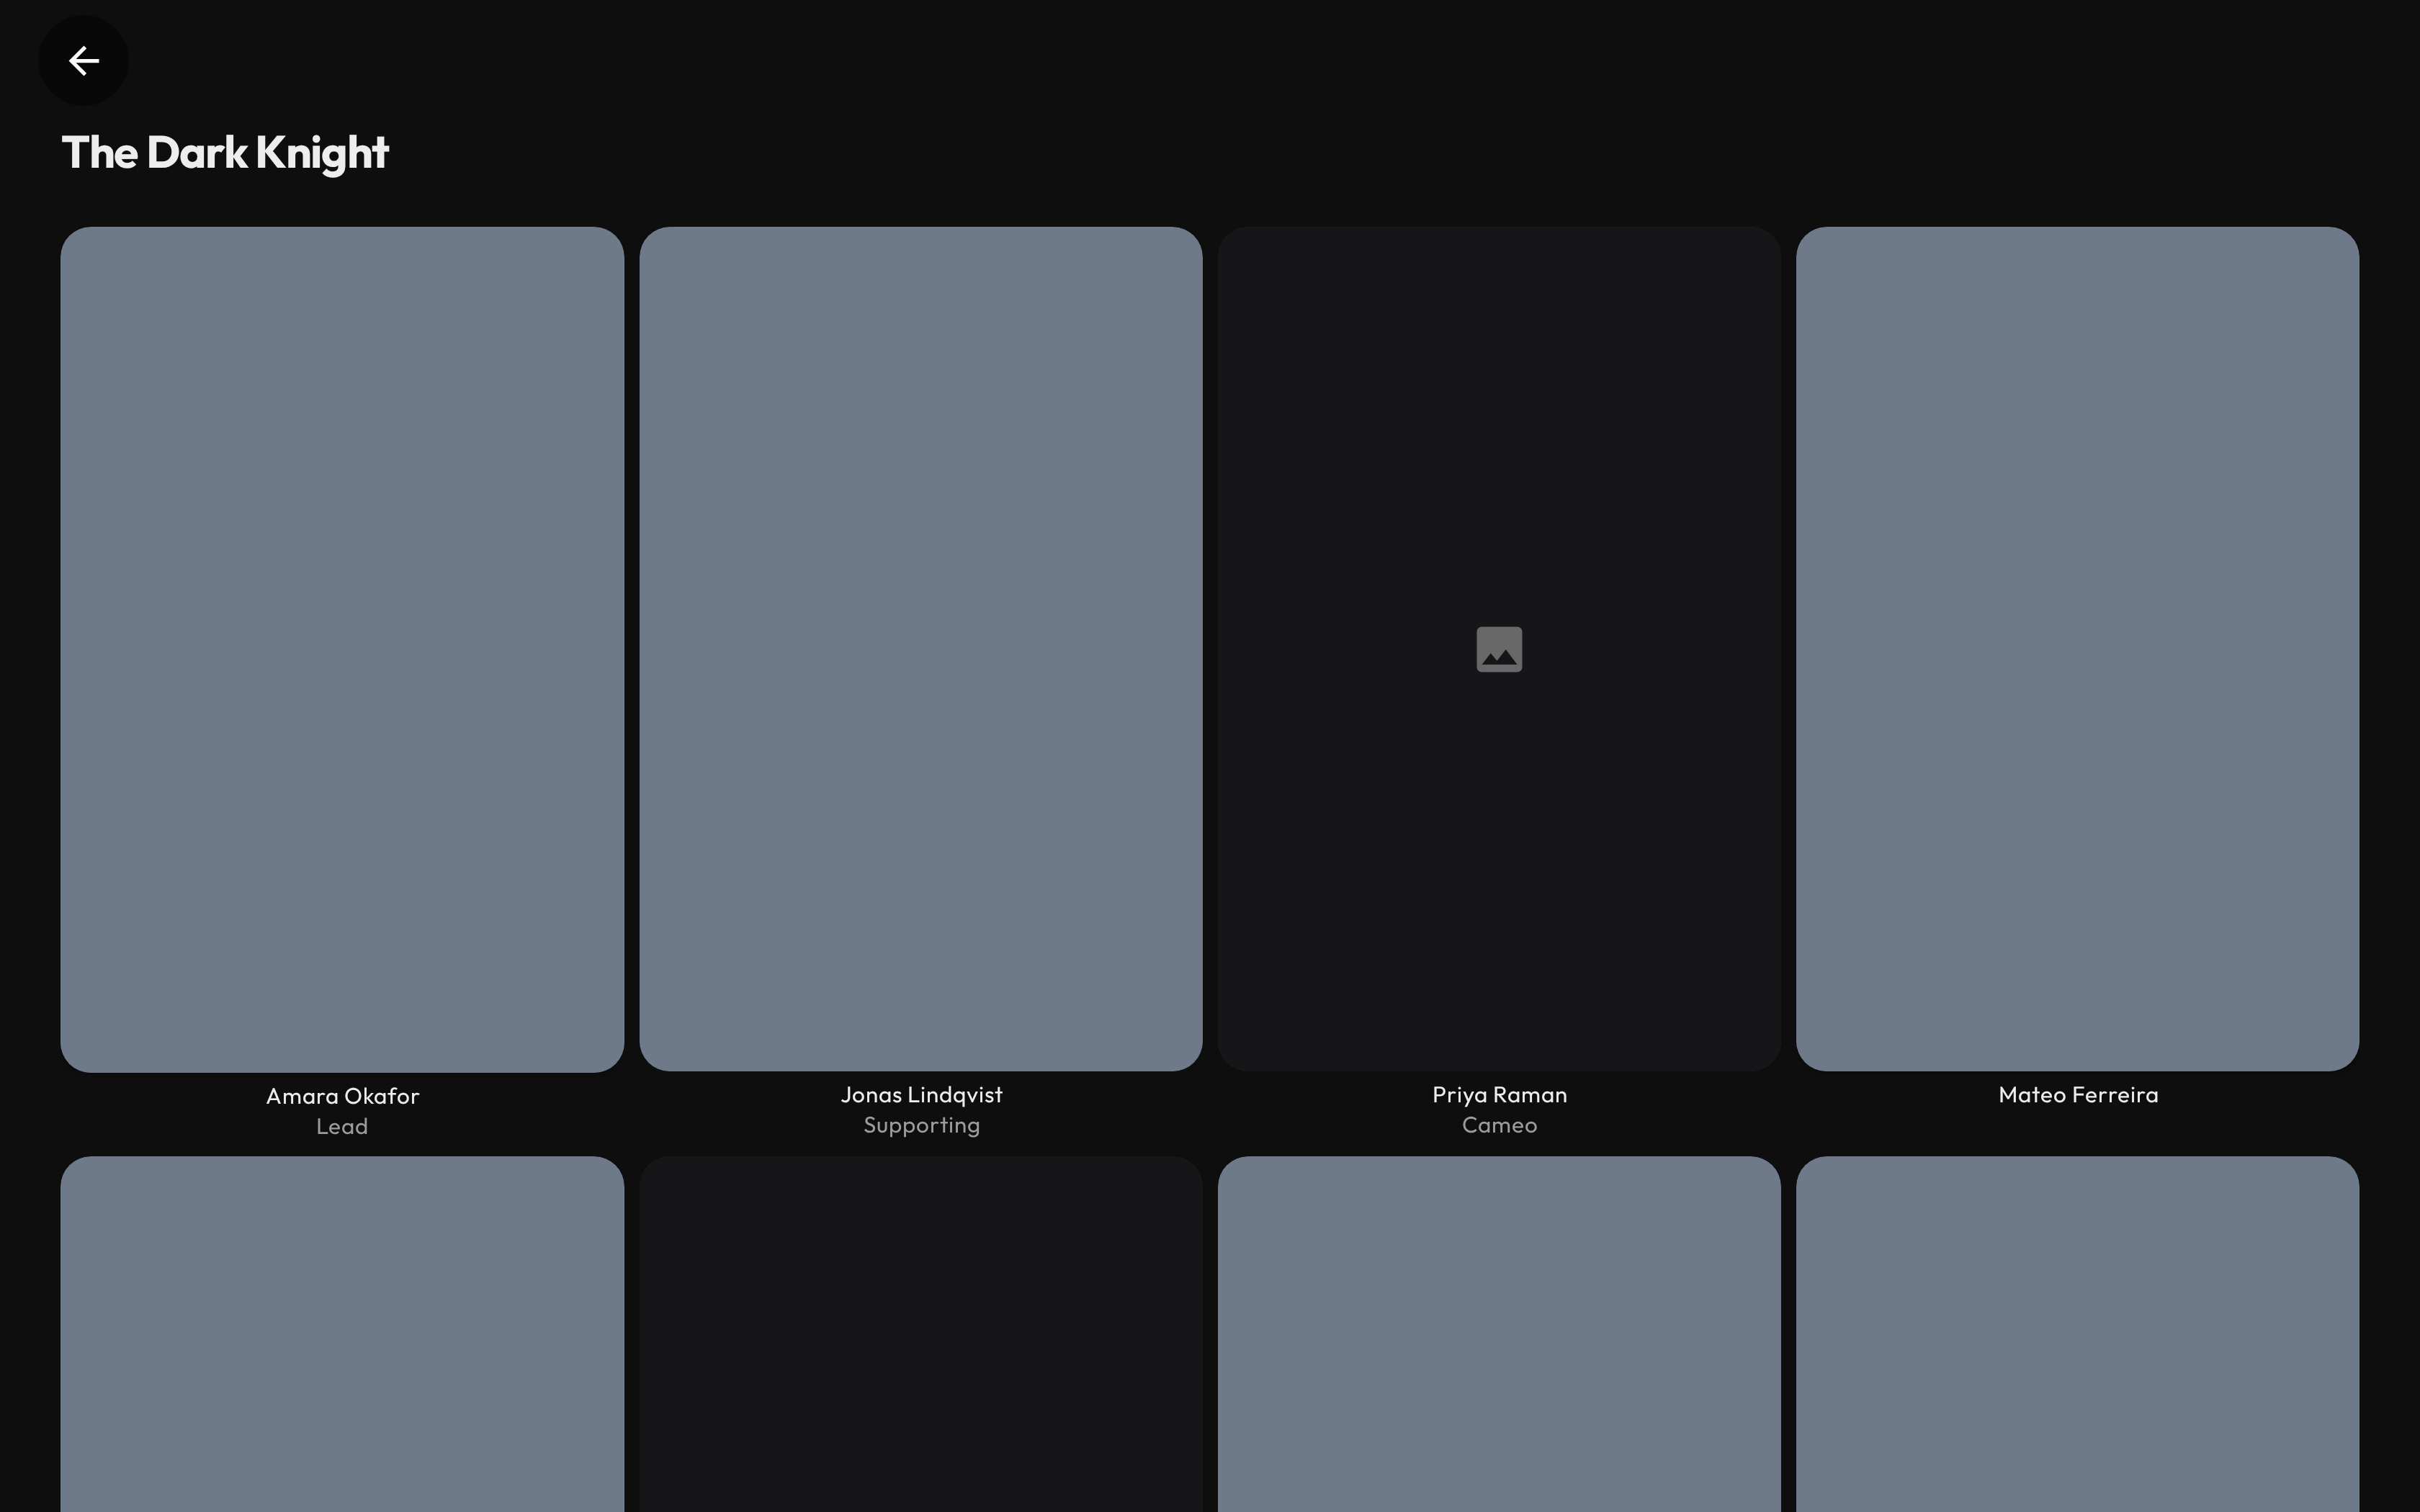 The Dark Knight
Amara Okafor
Lead
Jonas Lindqvist
Supporting
Priya Raman
Cameo
Mateo Ferreira